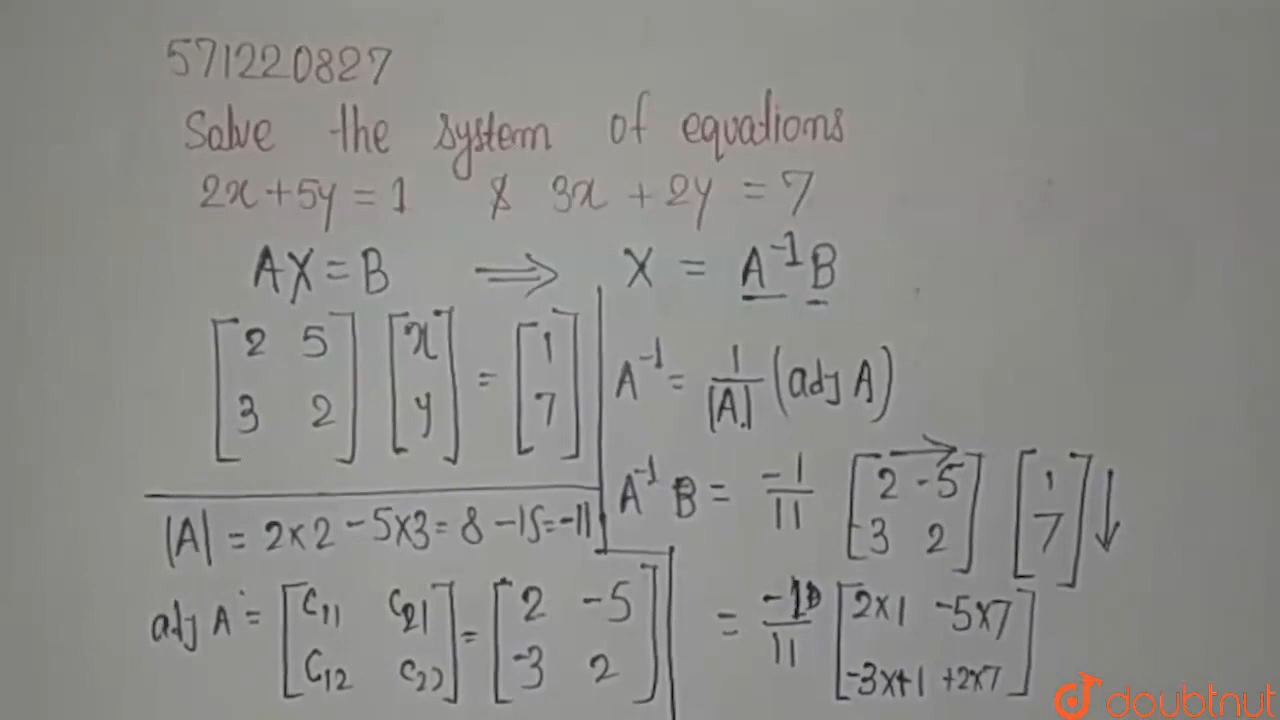 571220827
Solve the system of equations
2x+5y=1 & 3x+2y=7
AX=B ⟹ X = A⁻¹B
[2 5; 3 2] [x; y] = [1; 7]
|A| = 2×2-5×3=8-15=-11
adj A = [C₁₁ C₂₁; C₁₂ C₂₂] = [2 -5; -3 2]
A⁻¹ = 1/|A| (adj A)
A⁻¹B = -1/11 [2 -5; -3 2] [1; 7]
= -1/11 [2×1 -5×7; -3×1 +2×7]
doubtnut